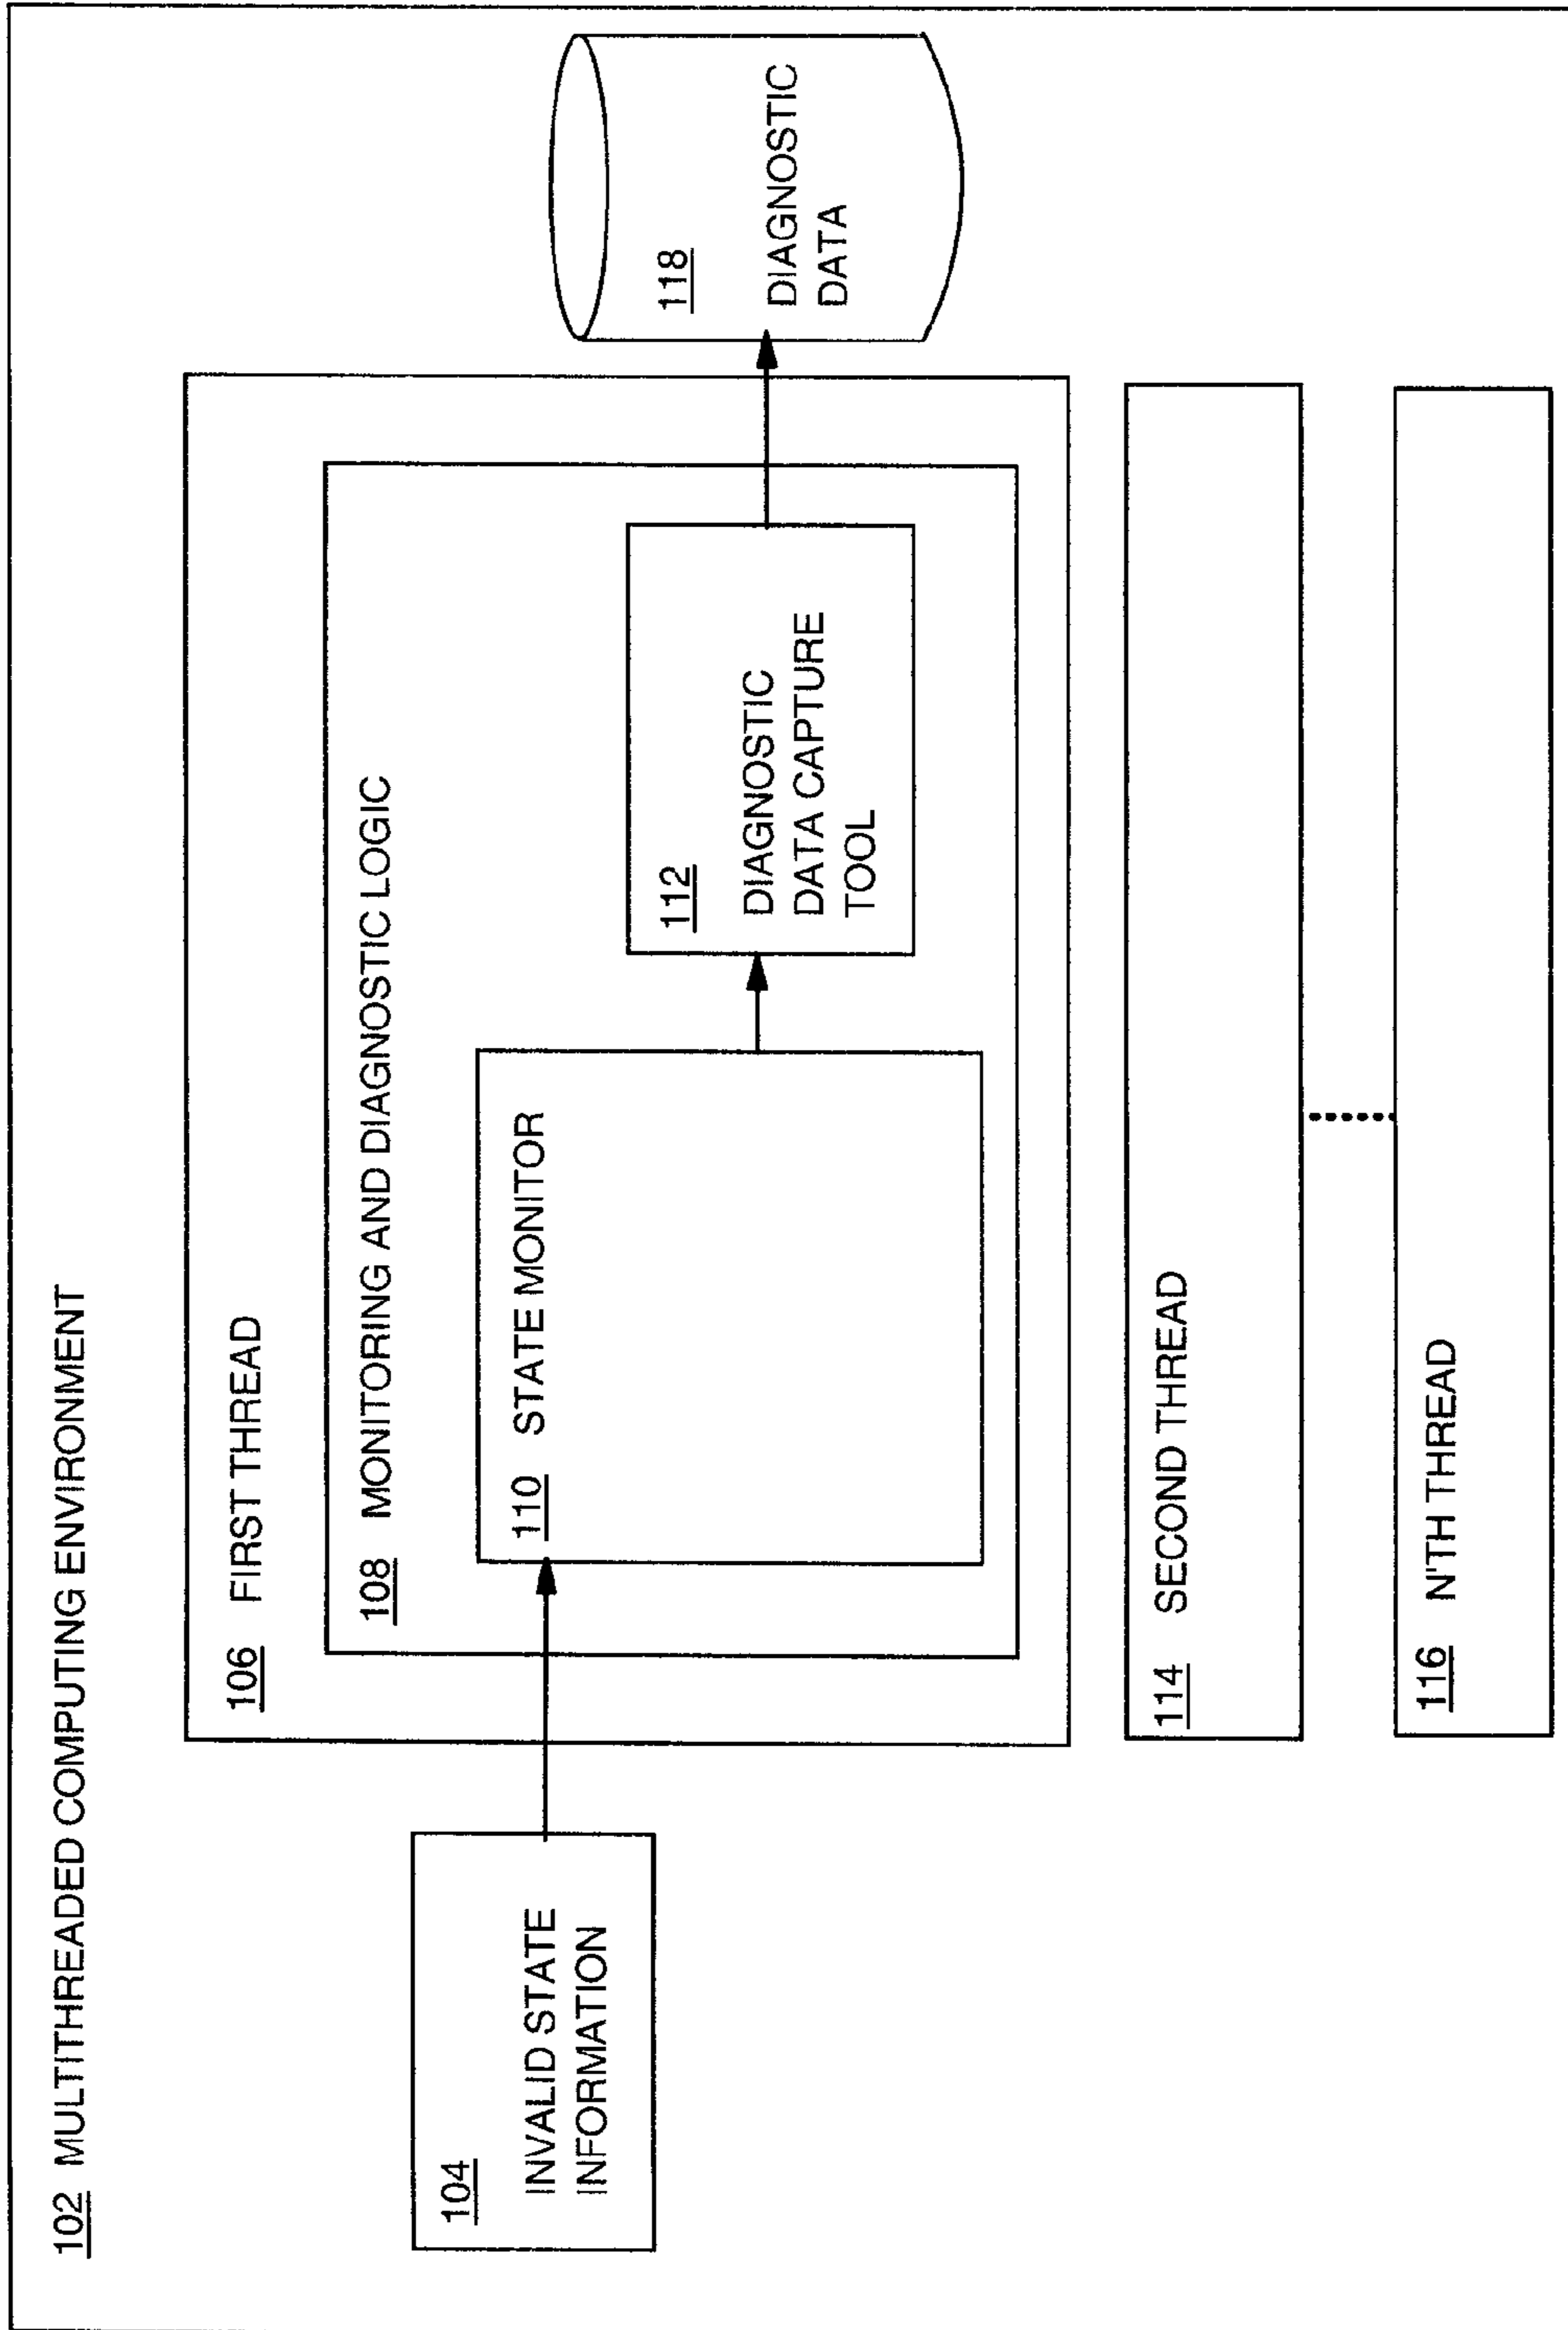 102 MULTITHREADED COMPUTING ENVIRONMENT
104
INVALID STATE
INFORMATION
106 FIRST THREAD
108 MONITORING AND DIAGNOSTIC LOGIC
110 STATE MONITOR
112
DIAGNOSTIC
DATA CAPTURE
TOOL
118
DIAGNOSTIC
DATA
114 SECOND THREAD
116 N'TH THREAD